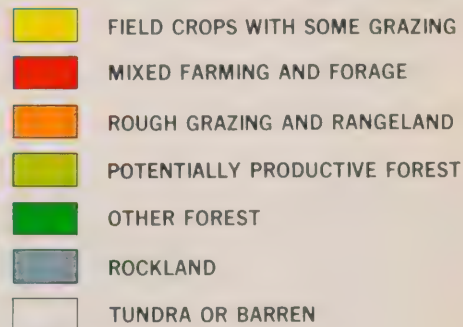 FIELD CROPS WITH SOME GRAZING
MIXED FARMING AND FORAGE
ROUGH GRAZING AND RANGELAND
POTENTIALLY PRODUCTIVE FOREST
OTHER FOREST
ROCKLAND
TUNDRA OR BARREN